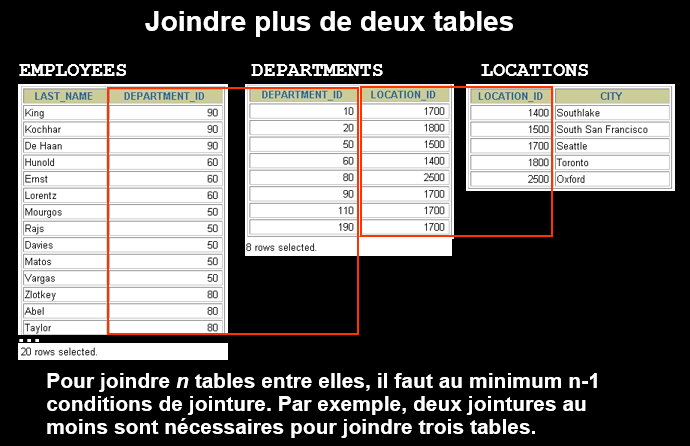 Joindre plus de deux tables
EMPLOYEES
LAST_NAME DEPARTMENT_ID
King 90
Kochhar 90
De Haan 90
Hunold 60
Ernst 60
Lorentz 60
Mourgos 50
Rajs 50
Davies 50
Matos 50
Vargas 50
Zlotkey 80
Abel 80
Taylor 80
...
20 rows selected.
DEPARTMENTS
DEPARTMENT_ID LOCATION_ID
10 1700
20 1800
50 1500
60 1400
80 2500
90 1700
110 1700
190 1700
8 rows selected.
LOCATIONS
LOCATION_ID CITY
1400 Southlake
1500 South San Francisco
1700 Seattle
1800 Toronto
2500 Oxford
Pour joindre n tables entre elles, il faut au minimum n-1
conditions de jointure. Par exemple, deux jointures au
moins sont nécessaires pour joindre trois tables.